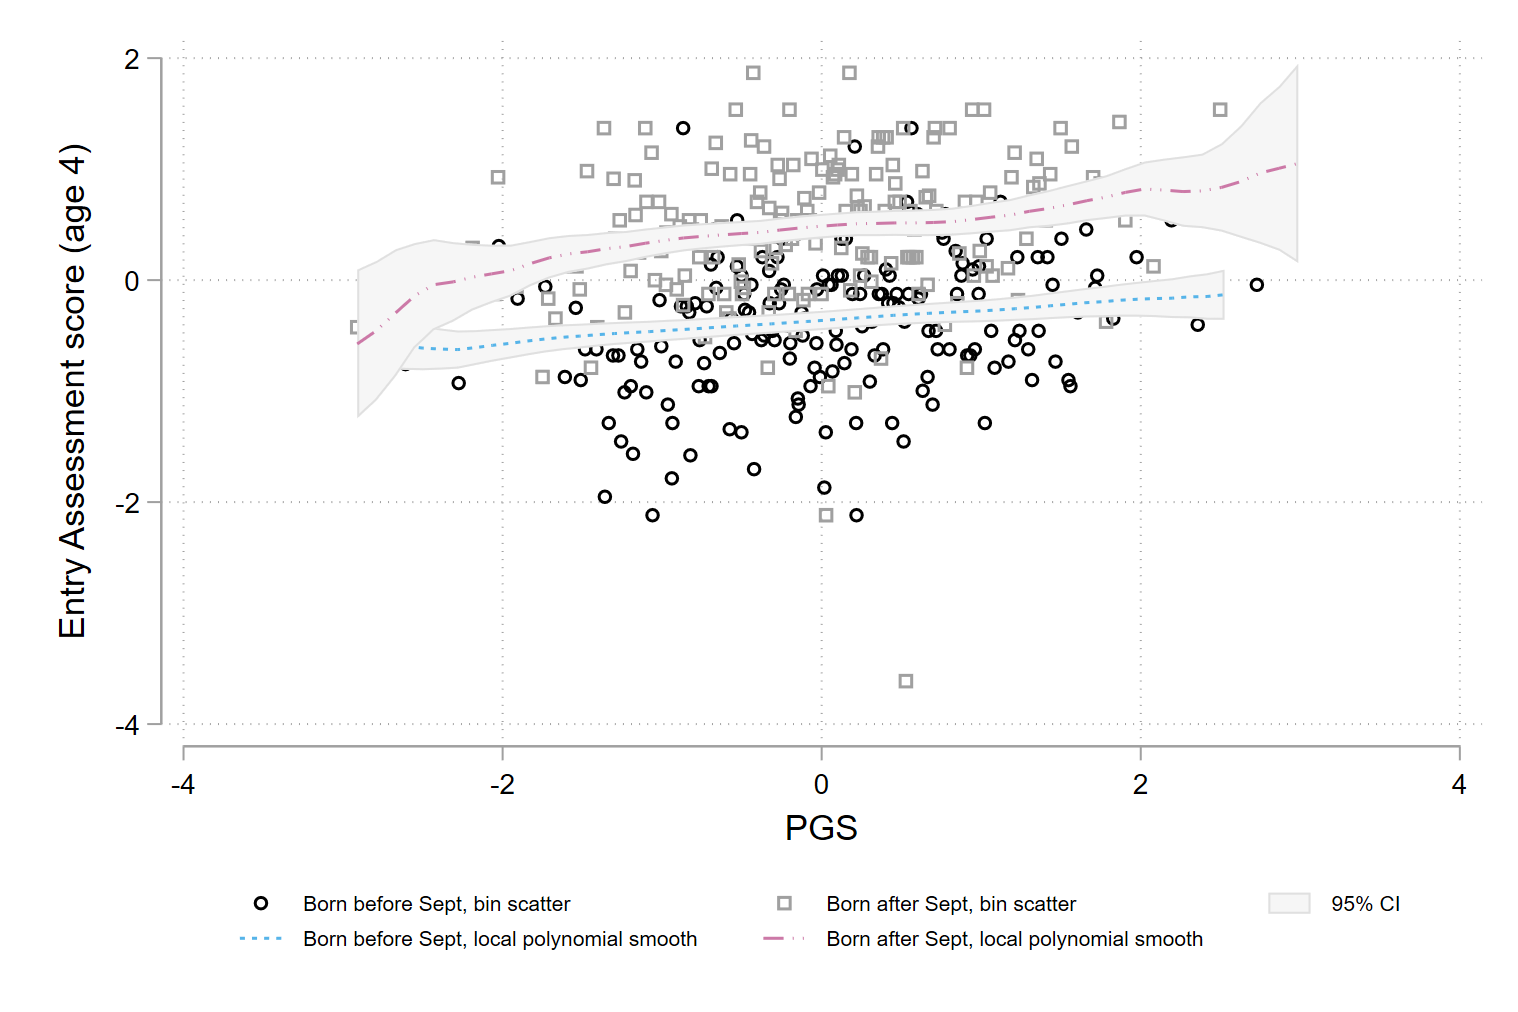 Entry Assessment score (age 4)
2
0
-2
-4
-4
-2
0
2
4
PGS
Born before Sept, bin scatter
Born after Sept, bin scatter
95% CI
Born before Sept, local polynomial smooth
Born after Sept, local polynomial smooth